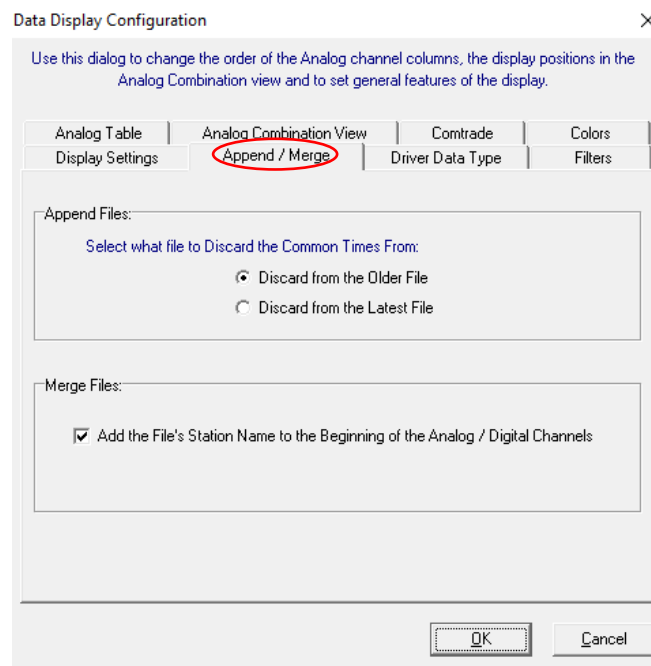 Data Display Configuration
Use this dialog to change the order of the Analog channel columns, the display positions in the
Analog Combination view and to set general features of the display.
Analog Table Analog Combination View Comtrade Colors
Display Settings Append / Merge Driver Data Type Filters
Append Files:
Select what file to Discard the Common Times From:
Discard from the Older File
Discard from the Latest File
Merge Files:
Add the File's Station Name to the Beginning of the Analog / Digital Channels
OK Cancel